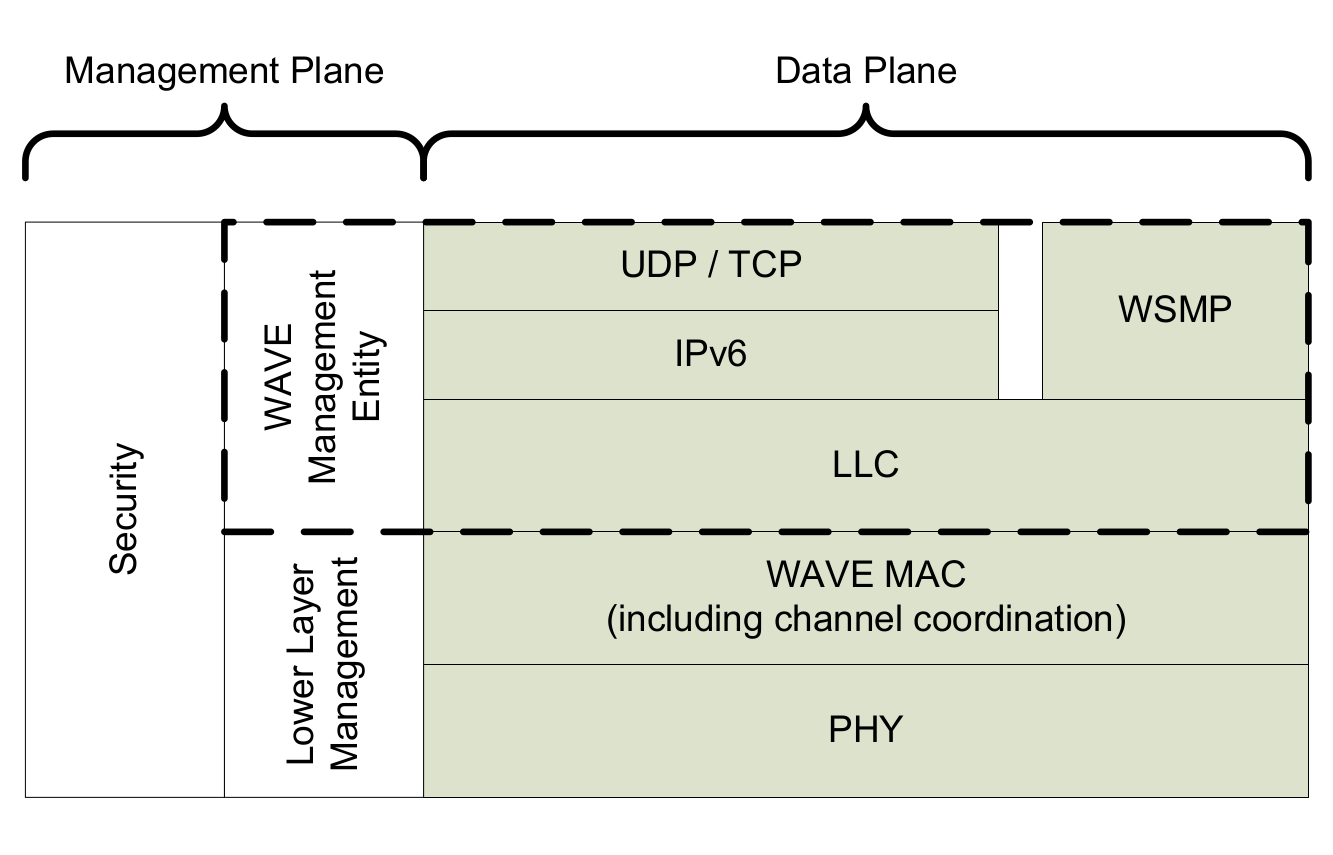 Management Plane
Data Plane
Security
WAVE
Management
Entity
Lower Layer
Management
UDP / TCP
IPv6
WSMP
LLC
WAVE MAC
(including channel coordination)
PHY